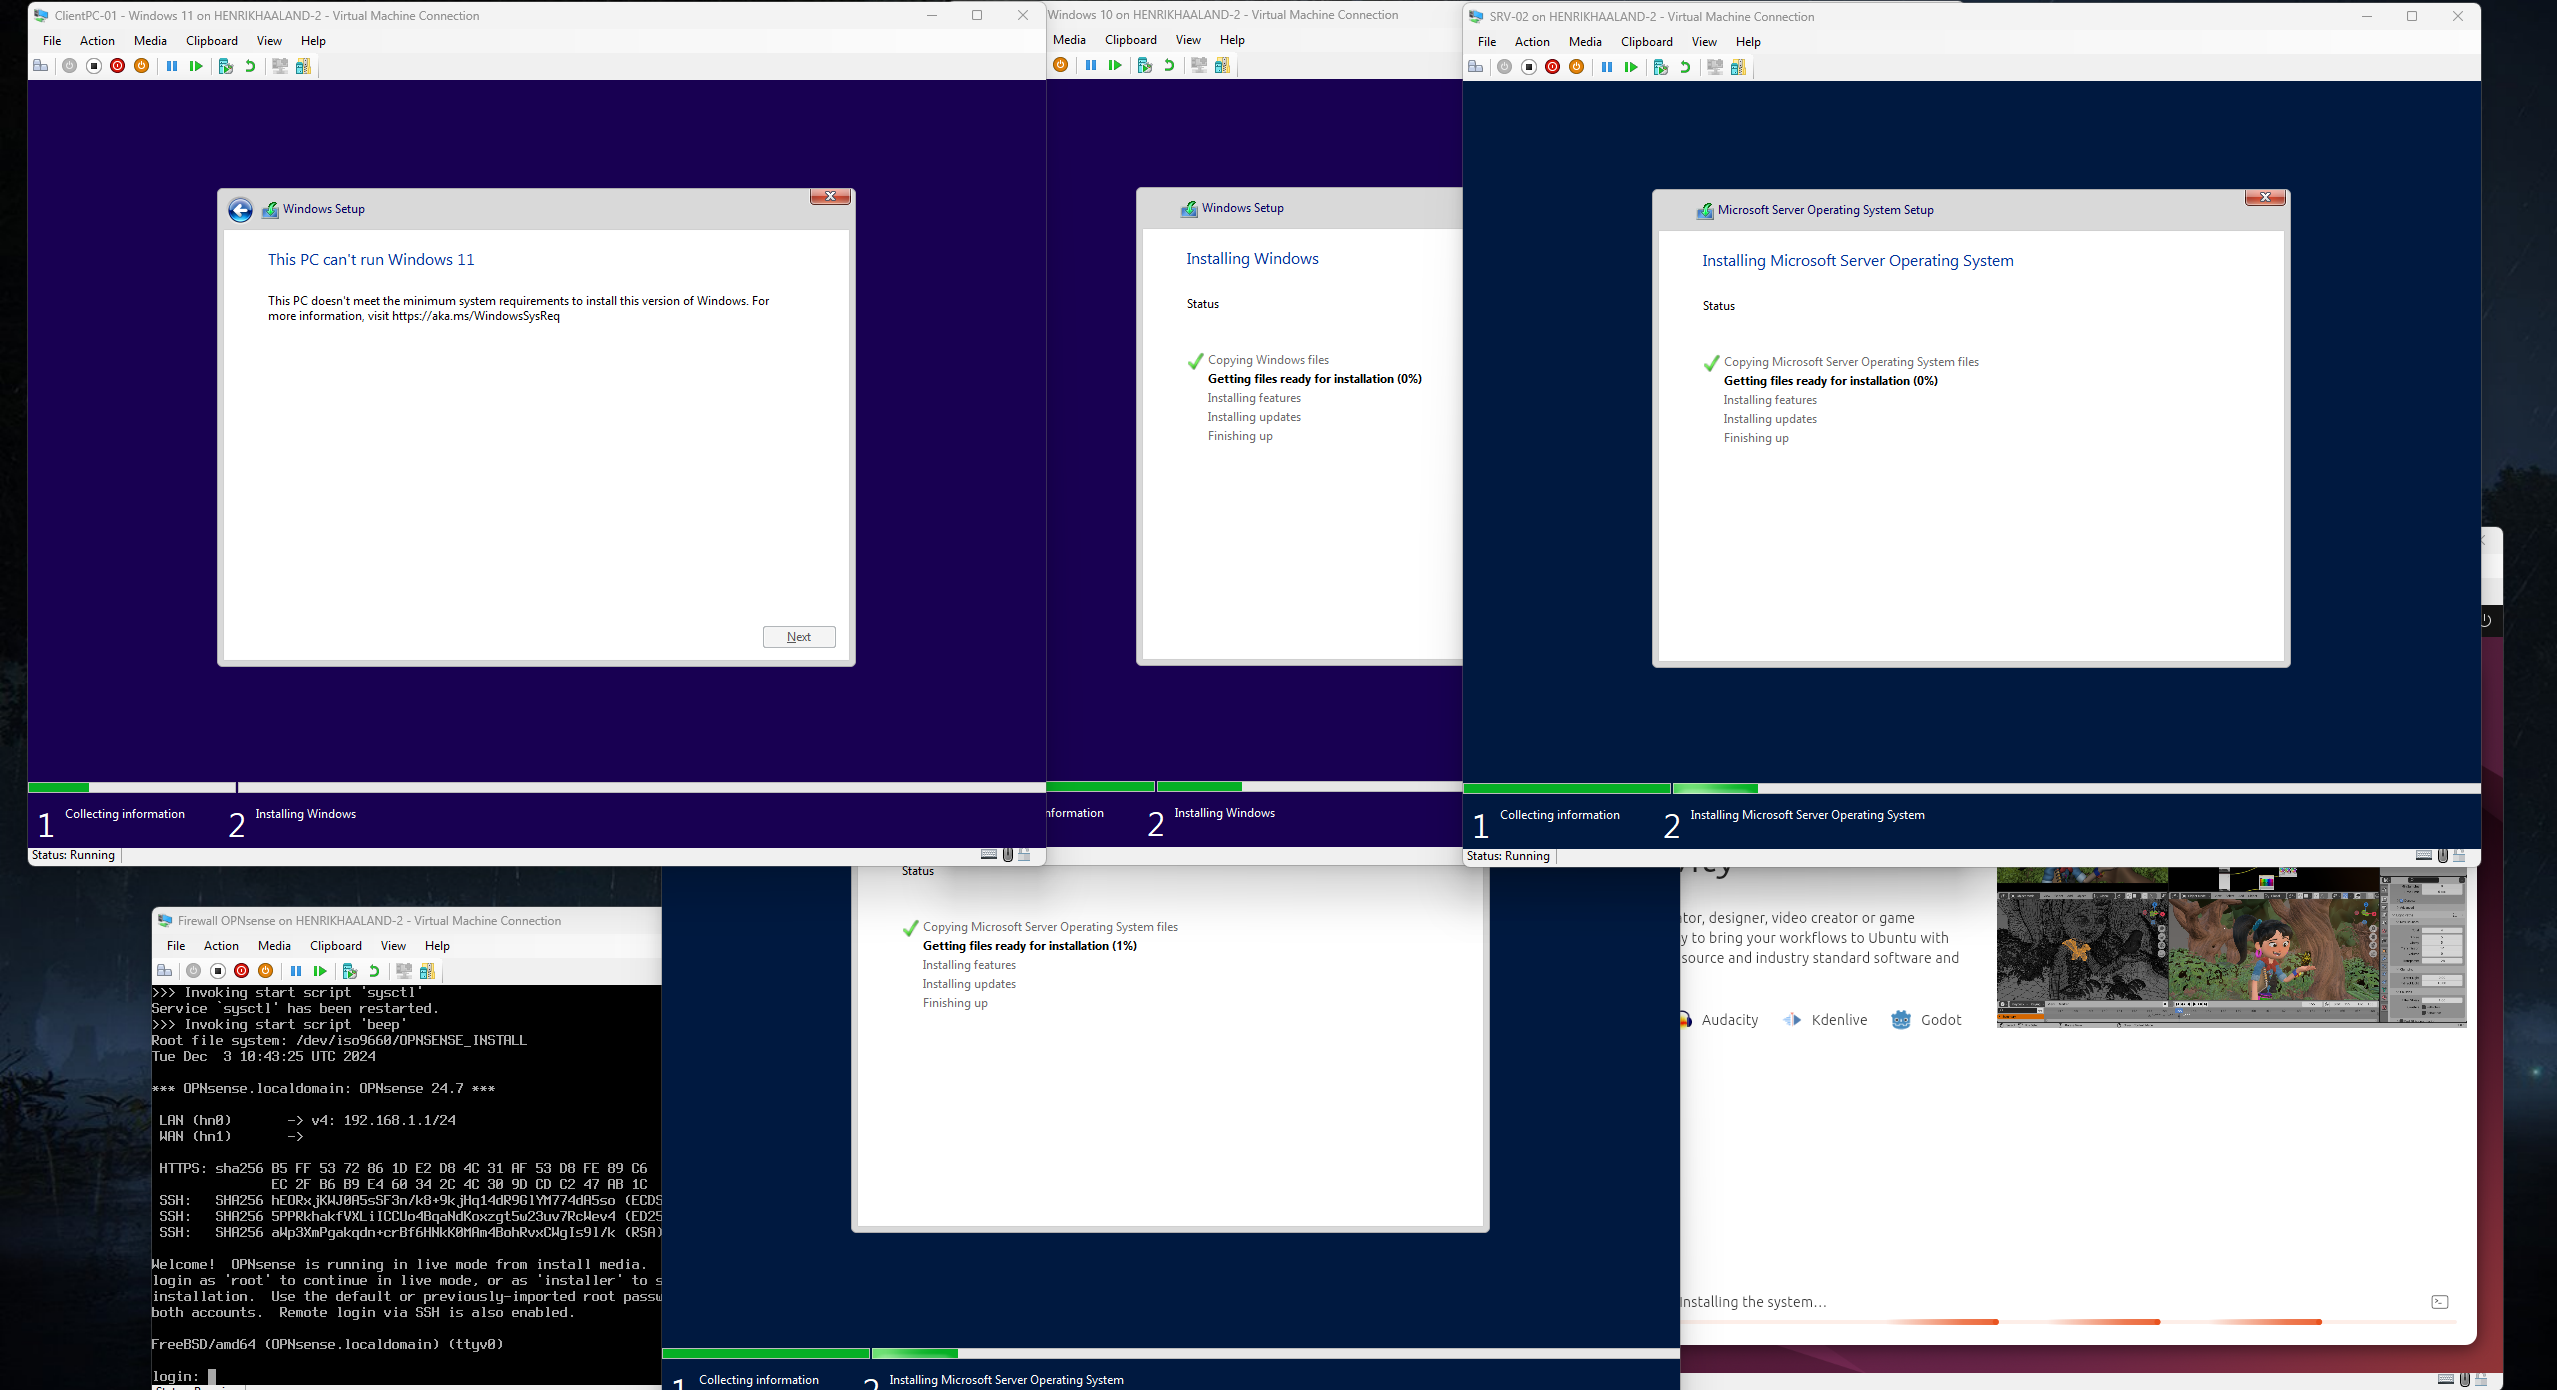 ClientPC-01 - Windows 11 on HENRIKHAALAND-2 - Virtual Machine Connection
File Action Media Clipboard View Help
Windows Setup
This PC can't run Windows 11
This PC doesn't meet the minimum system requirements to install this version of Windows. For
more information, visit https://aka.ms/WindowsSysReq
Next
1 Collecting information 2 Installing Windows
Status: Running
Windows 10 on HENRIKHAALAND-2 - Virtual Machine Connection
Media Clipboard View Help
Windows Setup
Installing Windows
Status
Copying Windows files
Getting files ready for installation (0%)
Installing features
Installing updates
Finishing up
nformation 2 Installing Windows
SRV-02 on HENRIKHAALAND-2 - Virtual Machine Connection
File Action Media Clipboard View Help
Microsoft Server Operating System Setup
Installing Microsoft Server Operating System
Status
Copying Microsoft Server Operating System files
Getting files ready for installation (0%)
Installing features
Installing updates
Finishing up
1 Collecting information 2 Installing Microsoft Server Operating System
Status: Running
Firewall OPNsense on HENRIKHAALAND-2 - Virtual Machine Connection
File Action Media Clipboard View Help
>>> Invoking start script 'sysctl'
Service `sysctl' has been restarted.
>>> Invoking start script 'beep'
Root file system: /dev/iso9660/OPNSENSE_INSTALL
Tue Dec  3 10:43:25 UTC 2024
*** OPNsense.localdomain: OPNsense 24.7 ***
LAN (hn0)       -> v4: 192.168.1.1/24
WAN (hn1)       ->
HTTPS: sha256 B5 FF 53 72 86 1D E2 D8 4C 31 AF 53 D8 FE 89 C6
EC 2F B6 B9 E4 60 34 2C 4C 30 9D CD C2 47 AB 1C
SSH:   SHA256 hEORxjKWJ0A5sSF3n/k8+9kjHq14dR9GlYM774dA5so (ECDS
SSH:   SHA256 5PPRkhakfVXLiICCUo4BqaNdKoxzgt5w23uv7RcWev4 (ED25
SSH:   SHA256 aWp3XmPgakqdn+crBf6HNkK0MAm4BohRvxCWgIs9l/k (RSA)
Welcome!  OPNsense is running in live mode from install media.
login as 'root' to continue in live mode, or as 'installer' to s
installation.  Use the default or previously-imported root passw
both accounts.  Remote login via SSH is also enabled.
FreeBSD/amd64 (OPNsense.localdomain) (ttyv0)
login:
Status
Copying Microsoft Server Operating System files
Getting files ready for installation (1%)
Installing features
Installing updates
Finishing up
1 Collecting information 2 Installing Microsoft Server Operating System
tor, designer, video creator or game
y to bring your workflows to Ubuntu with
source and industry standard software and
Audacity Kdenlive Godot
Installing the system...